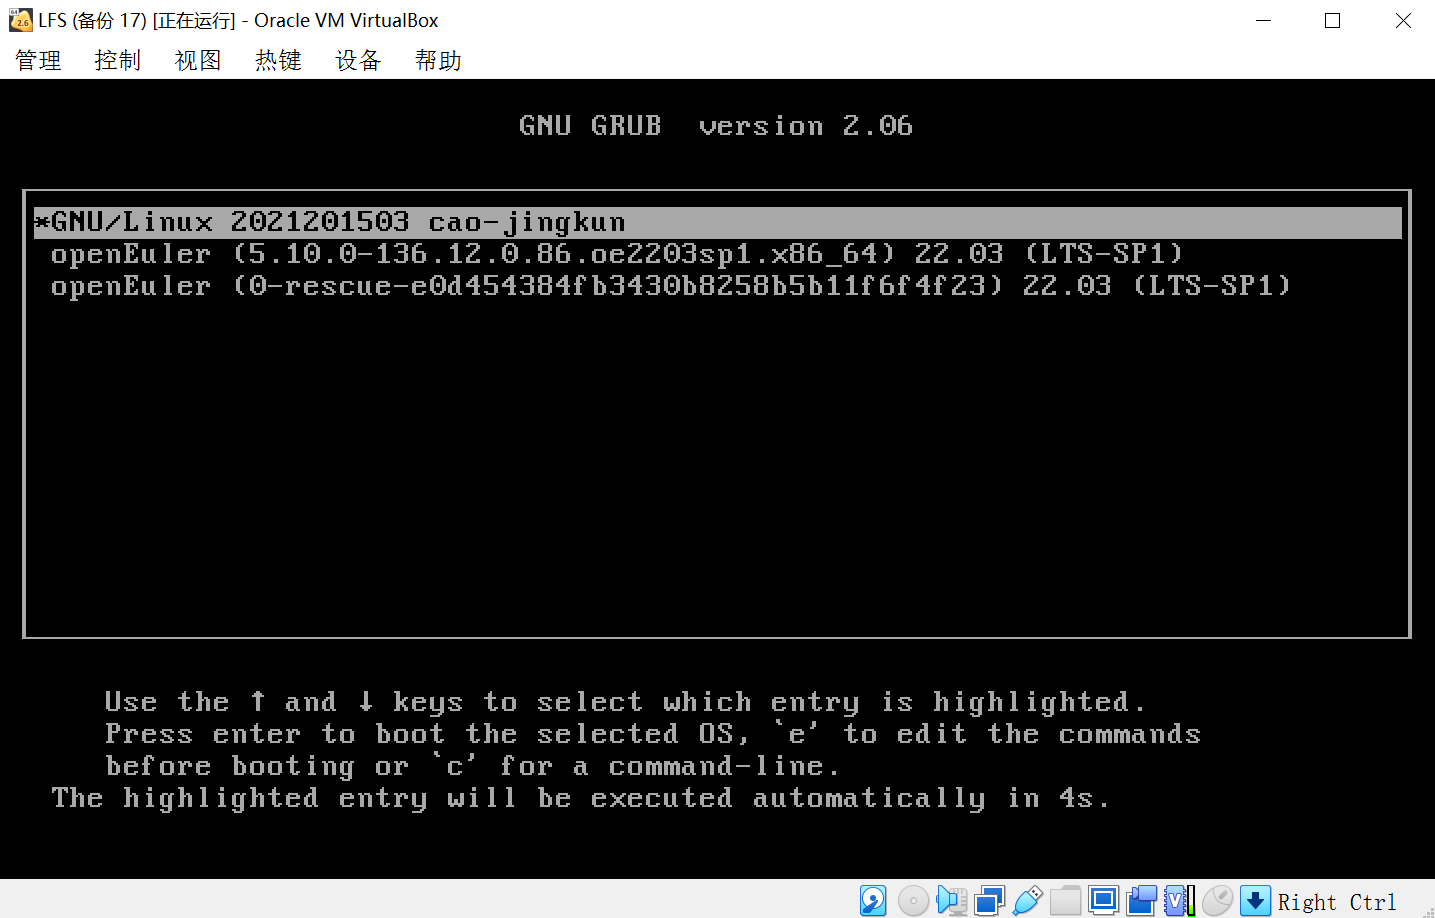 LFS (备份 17) [正在运行] - Oracle VM VirtualBox
管理 控制 视图 热键 设备 帮助
GNU GRUB  version 2.06
*GNU/Linux 2021201503 cao-jingkun
openEuler (5.10.0-136.12.0.86.oe2203sp1.x86_64) 22.03 (LTS-SP1)
openEuler (0-rescue-e0d454384fb3430b8258b5b11f6f4f23) 22.03 (LTS-SP1)
Use the ↑ and ↓ keys to select which entry is highlighted.
Press enter to boot the selected OS, `e' to edit the commands
before booting or `c' for a command-line.
The highlighted entry will be executed automatically in 4s.
Right Ctrl